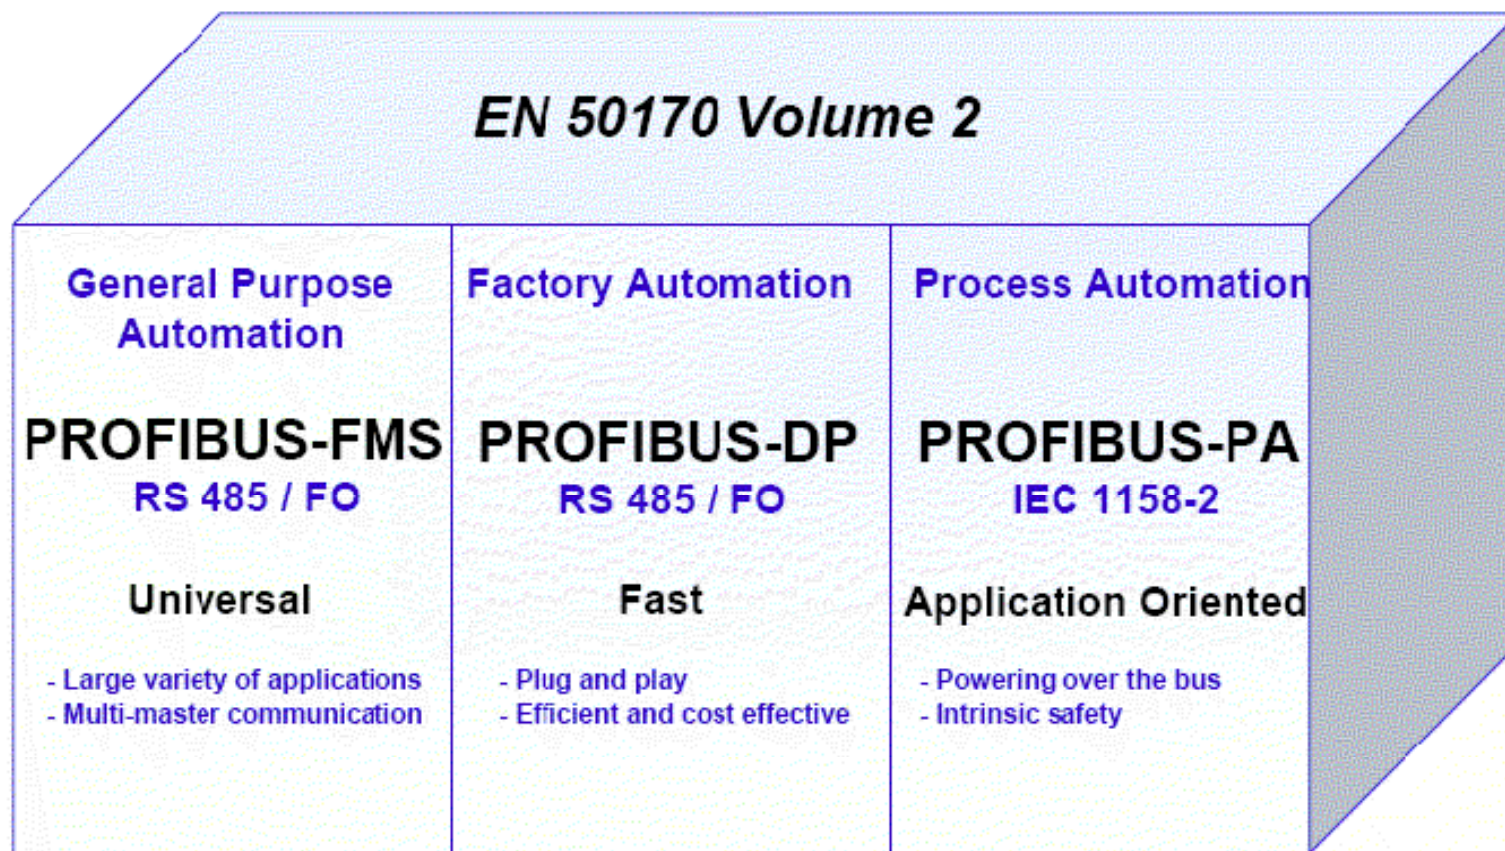 EN 50170 Volume 2
General Purpose
Automation
PROFIBUS-FMS
RS 485 / FO
Universal
- Large variety of applications
- Multi-master communication
Factory Automation
PROFIBUS-DP
RS 485 / FO
Fast
- Plug and play
- Efficient and cost effective
Process Automation
PROFIBUS-PA
IEC 1158-2
Application Oriented
- Powering over the bus
- Intrinsic safety